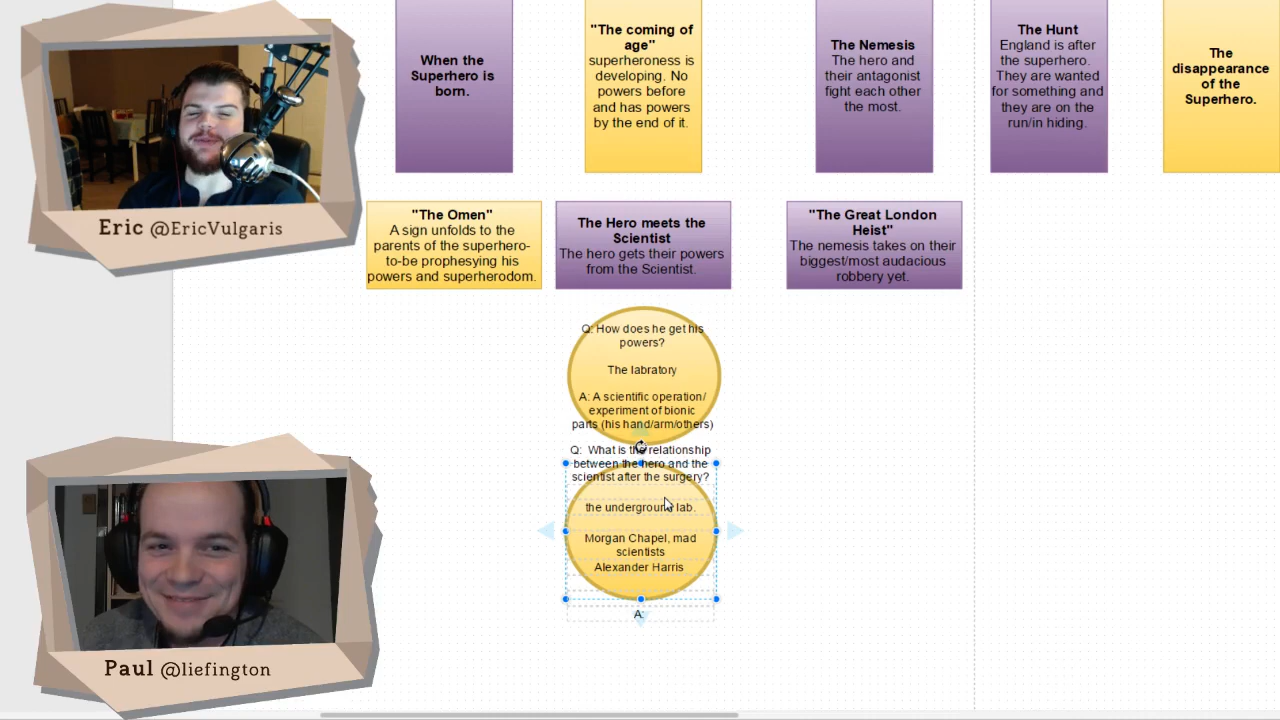 When the
Superhero is
born.
"The coming of
age"
superheroness is
developing. No
powers before
and has powers
by the end of it.
The Nemesis
The hero and
their antagonist
fight each other
the most.
The Hunt
England is after
the superhero.
They are wanted
for something and
they are on the
run/in hiding.
The
disappearance
of the
Superhero.
Eric @EricVulgaris
"The Omen"
A sign unfolds to the
parents of the superhero-
to-be prophesying his
powers and superherodom.
The Hero meets the
Scientist
The hero gets their powers
from the Scientist.
"The Great London
Heist"
The nemesis takes on their
biggest/most audacious
robbery yet.
Q: How does he get his
powers?
The labratory
A: A scientific operation/
experiment of bionic
parts (his hand/arm/others)
Q: What is the relationship
between the hero and the
scientist after the surgery?
the underground lab.
Morgan Chapel, mad
scientists
Alexander Harris
A:
Paul @liefington